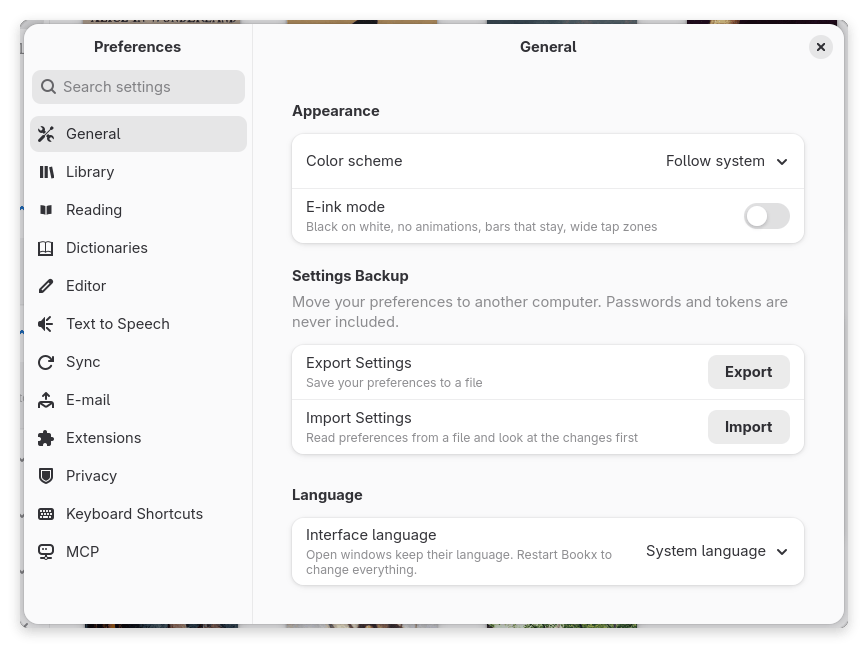 Preferences
Search settings
General
Library
Reading
Dictionaries
Editor
Text to Speech
Sync
E-mail
Extensions
Privacy
Keyboard Shortcuts
MCP
General
Appearance
Color scheme
Follow system
E-ink mode
Black on white, no animations, bars that stay, wide tap zones
Settings Backup
Move your preferences to another computer. Passwords and tokens are
never included.
Export Settings
Save your preferences to a file
Export
Import Settings
Read preferences from a file and look at the changes first
Import
Language
Interface language
Open windows keep their language. Restart Bookx to
change everything.
System language